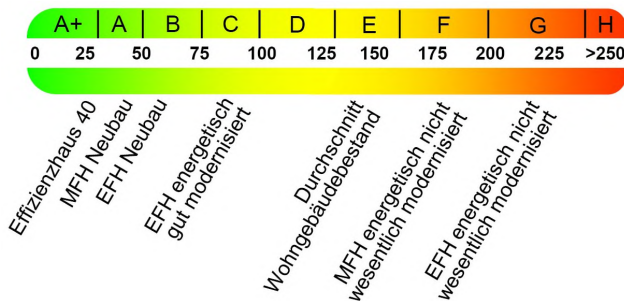 A+ A B C D E F G H
0 25 50 75 100 125 150 175 200 225 >250
Effizienzhaus 40
MFH Neubau
EFH Neubau
EFH energetisch
gut modernisiert
Durchschnitt
Wohngebäudebestand
MFH energetisch nicht
wesentlich modernisiert
EFH energetisch nicht
wesentlich modernisiert